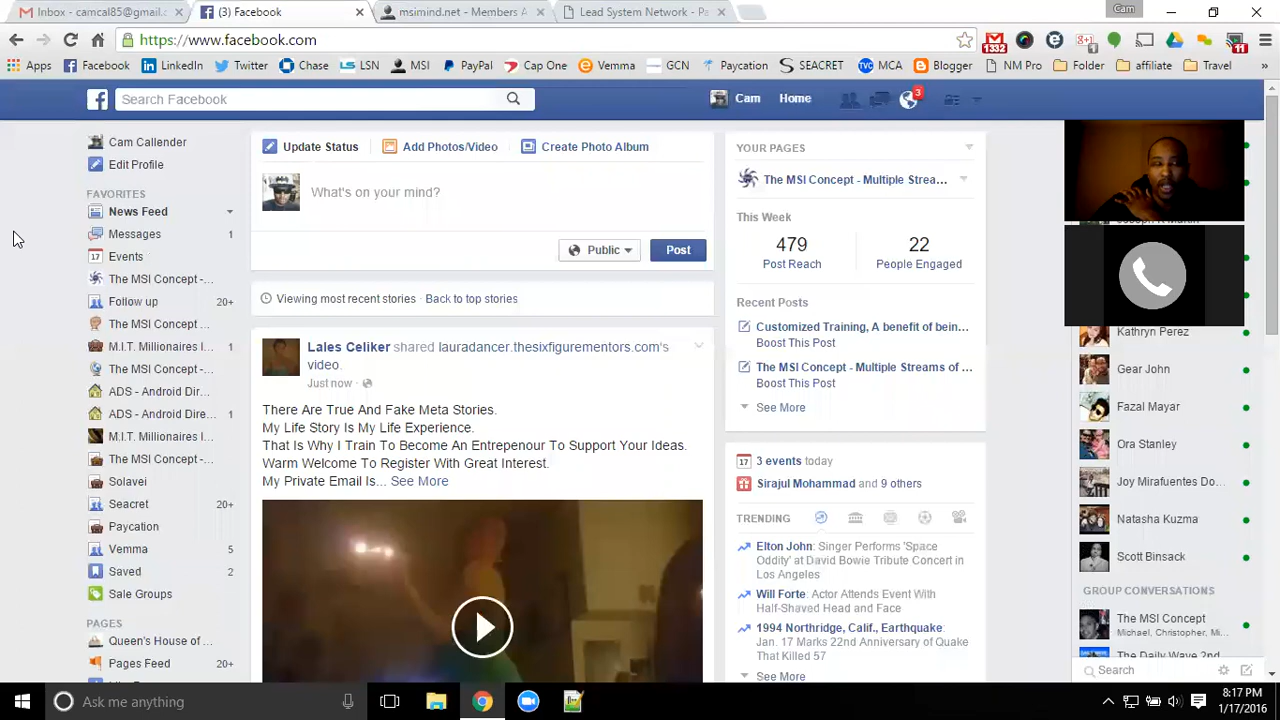 Inbox - camcal85@gmail.c
(3) Facebook
msimind.net - Members A
Lead System Network - Pa
Cam
https://www.facebook.com
1332
1
11
Apps
Facebook
LinkedIn
Twitter
Chase
LSN
MSI
PayPal
Cap One
Vemma
GCN
Paycation
SEACRET
MCA
Blogger
NM Pro
Folder
affiliate
Travel
»
Search Facebook
Cam
Home
3
Cam Callender
Edit Profile
FAVORITES
News Feed
Messages 1
Events
The MSI Concept -...
Follow up 20+
The MSI Concept ...
M.I.T. Millionaires I... 1
The MSI Concept -...
ADS - Android Dir...
ADS - Android Dire... 1
M.I.T. Millionaires I...
The MSI Concept -...
Solavei
Seacret 20+
Paycation
Vemma 5
Saved 2
Sale Groups
PAGES
Queen's House of ...
Pages Feed 20+
Update Status
Add Photos/Video
Create Photo Album
What's on your mind?
Public
Post
Viewing most recent stories · Back to top stories
Lales Celiker shared lauradancer.thesixfigurementors.com's
video.
Just now ·
There Are True And Fake Meta Stories.
My Life Story Is My Life Experience.
That Is Why I Train To Become An Entrepenour To Support Your Ideas.
Warm Welcome To Register With Great Interest.
My Private Email Is... See More
YOUR PAGES
The MSI Concept - Multiple Strea...
This Week
479
Post Reach
22
People Engaged
Recent Posts
Customized Training, A benefit of bein...
Boost This Post
The MSI Concept - Multiple Streams of ...
Boost This Post
See More
17 3 events today
Sirajul Mohammad and 9 others
TRENDING
Elton John: Singer Performs 'Space
Oddity' at David Bowie Tribute Concert in
Los Angeles
Will Forte: Actor Attends Event With
Half-Shaved Head and Face
1994 Northridge, Calif., Earthquake:
Jan. 17 Marks 22nd Anniversary of Quake
That Killed 57
See More
Kathryn Perez
Gear John
Fazal Mayar
Ora Stanley
Joy Mirafuentes Do...
Natasha Kuzma
Scott Binsack
GROUP CONVERSATIONS
The MSI Concept
Michael, Christopher, Mi...
The Daily Wave 2nd
Search
Ask me anything
8:17 PM
1/17/2016